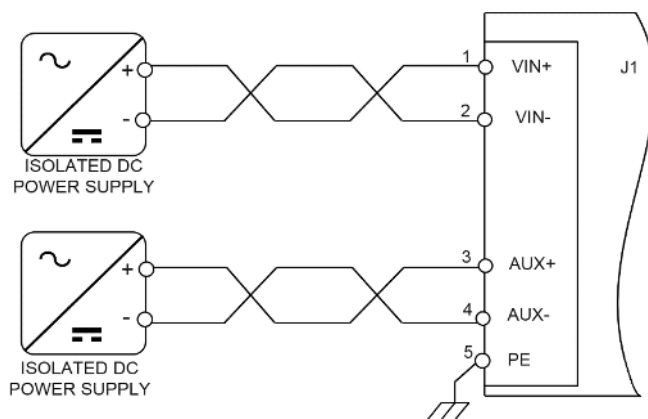 +
-
ISOLATED DC
POWER SUPPLY
1 VIN+ J1
2 VIN-
+
-
ISOLATED DC
POWER SUPPLY
3 AUX+
4 AUX-
5 PE